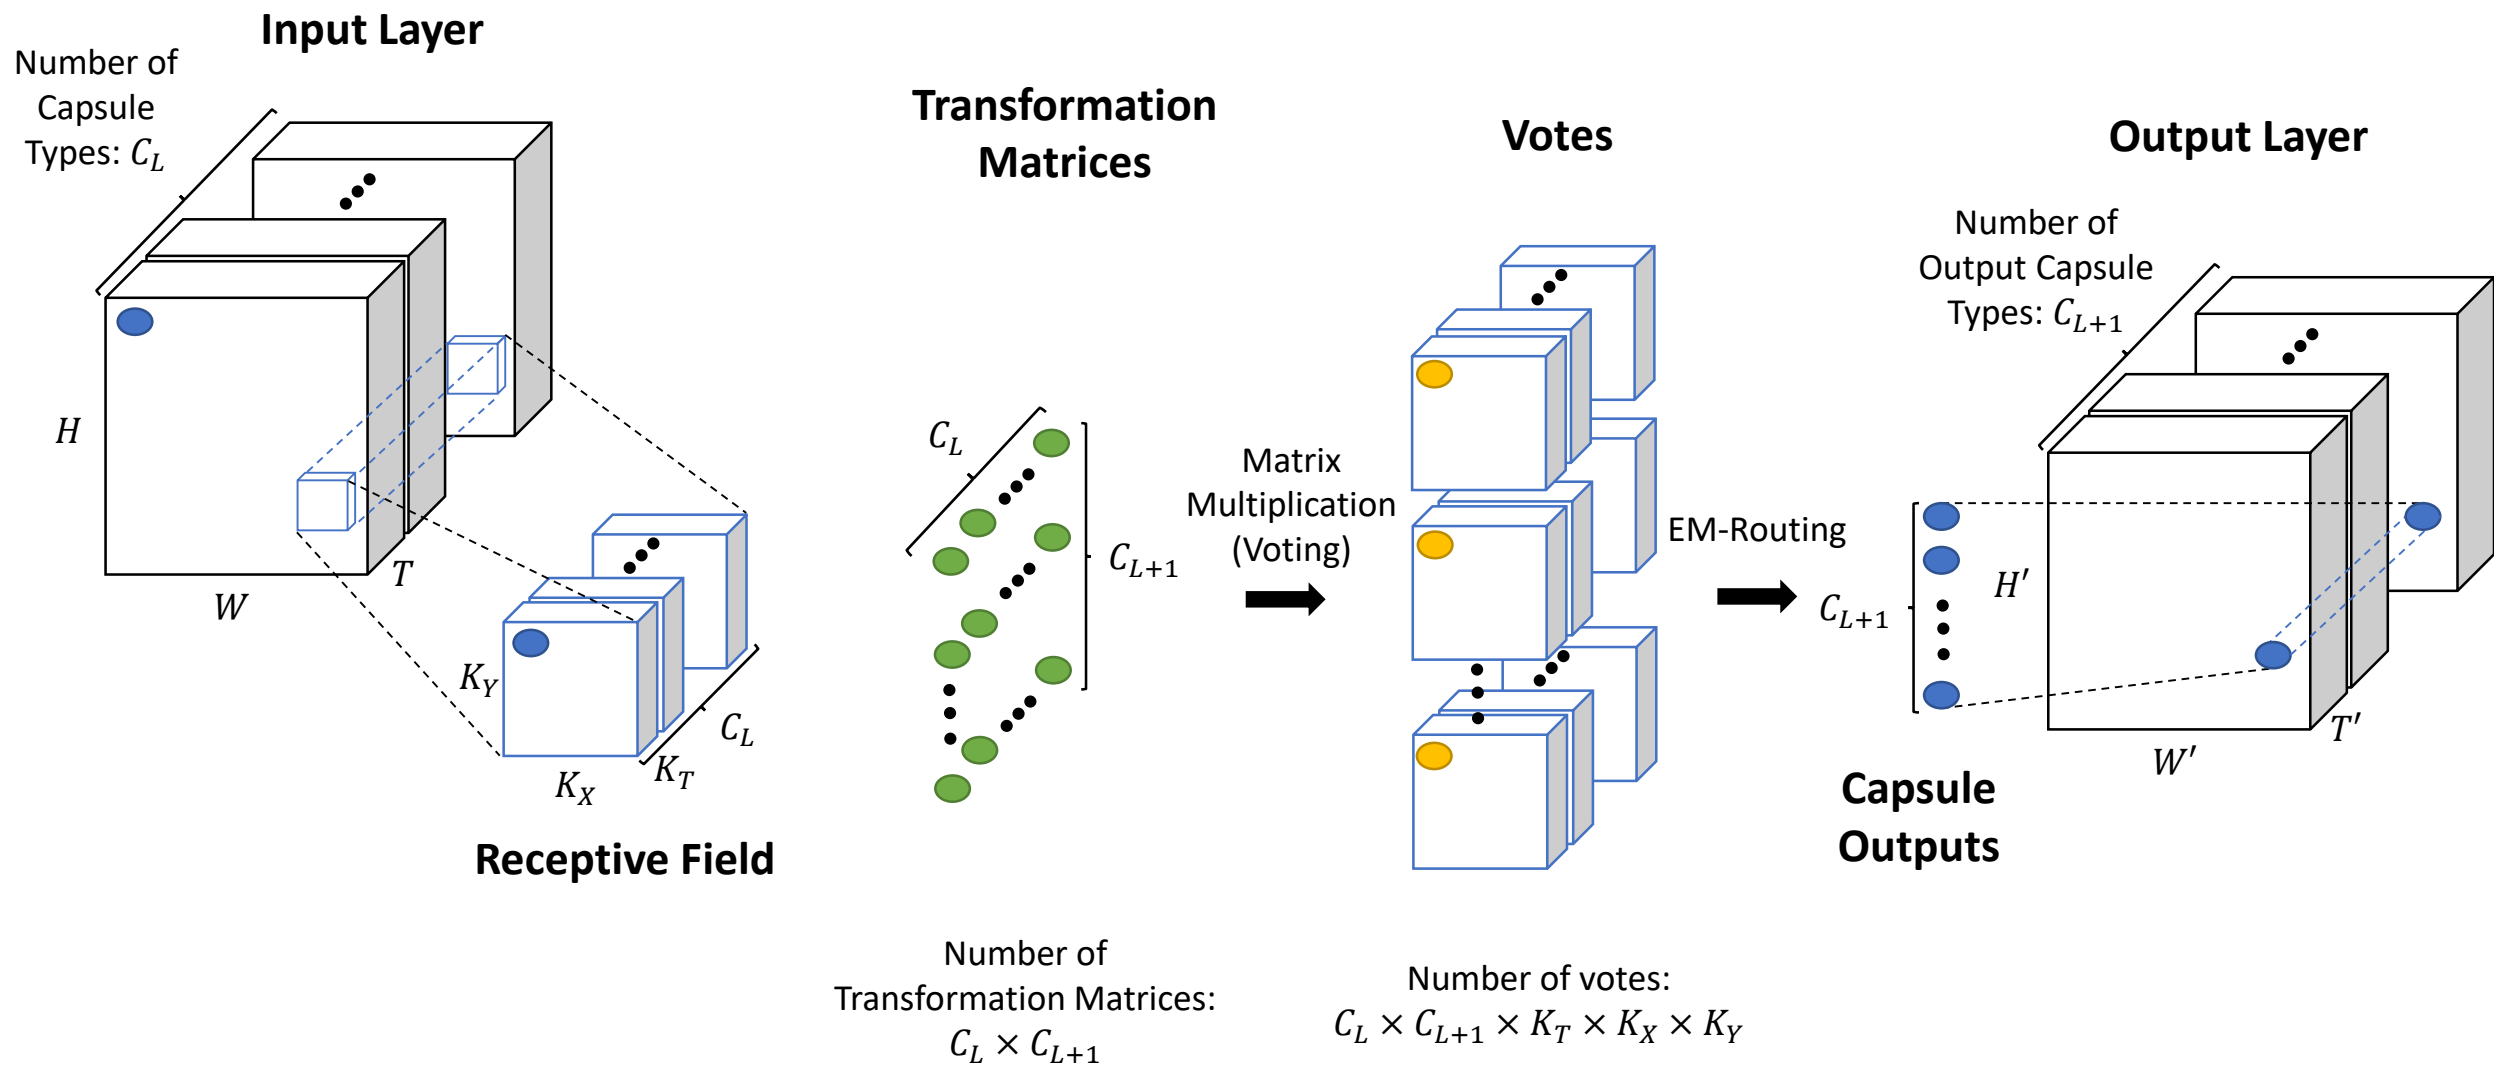 Input Layer
Number of
Capsule
Types: C_L
H
W
T
K_Y
K_X
K_T
C_L
Receptive Field
Transformation
Matrices
C_L
C_{L+1}
Number of
Transformation Matrices:
C_L × C_{L+1}
Matrix
Multiplication
(Voting)
Votes
Number of votes:
C_L × C_{L+1} × K_T × K_X × K_Y
EM-Routing
C_{L+1}
Capsule
Outputs
Output Layer
Number of
Output Capsule
Types: C_{L+1}
H′
W′
T′